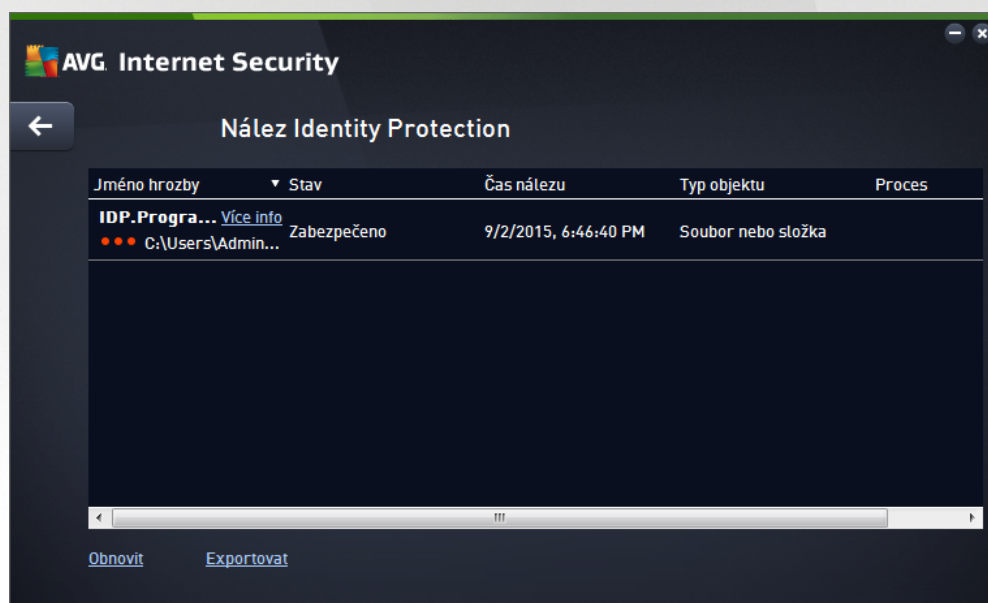 AVG Internet Security
Nález Identity Protection
Jméno hrozby Stav Čas nálezu Typ objektu Proces
IDP.Progra... Více info
Zabezpečeno 9/2/2015, 6:46:40 PM Soubor nebo složka
C:\Users\Admin...
Obnovit Exportovat